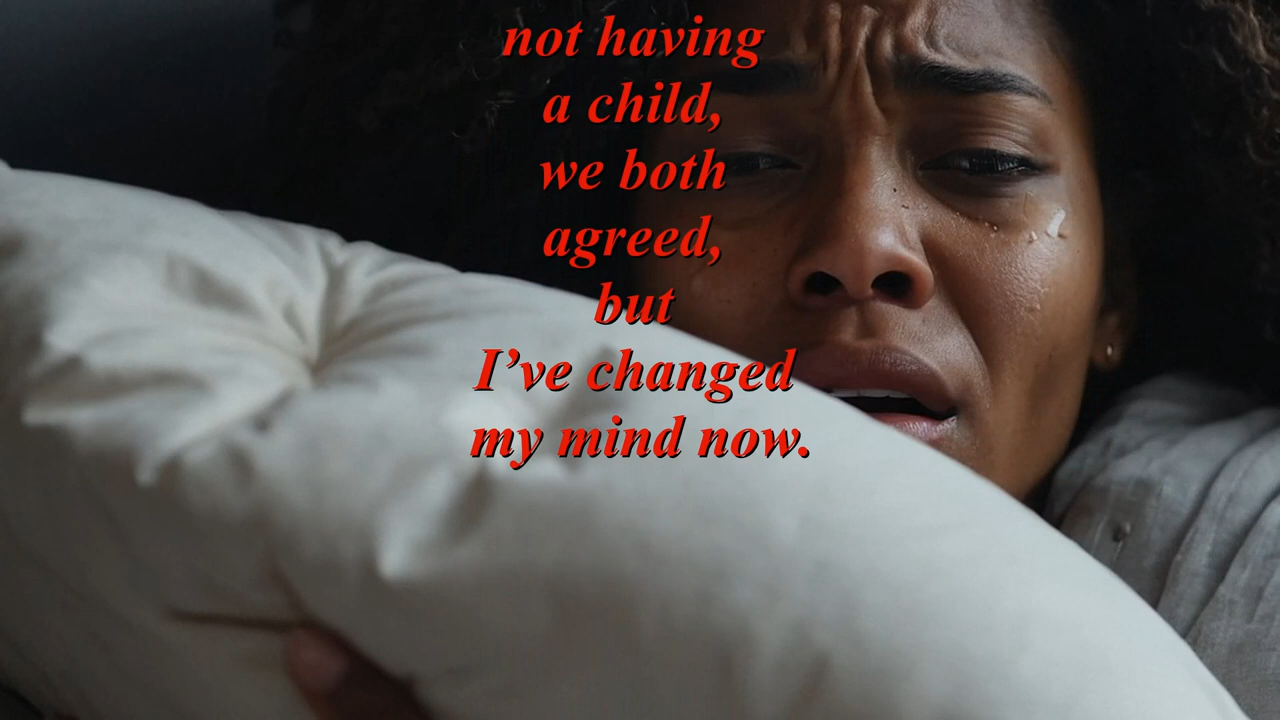 not having
a child,
we both
agreed,
but
I’ve changed
my mind now.